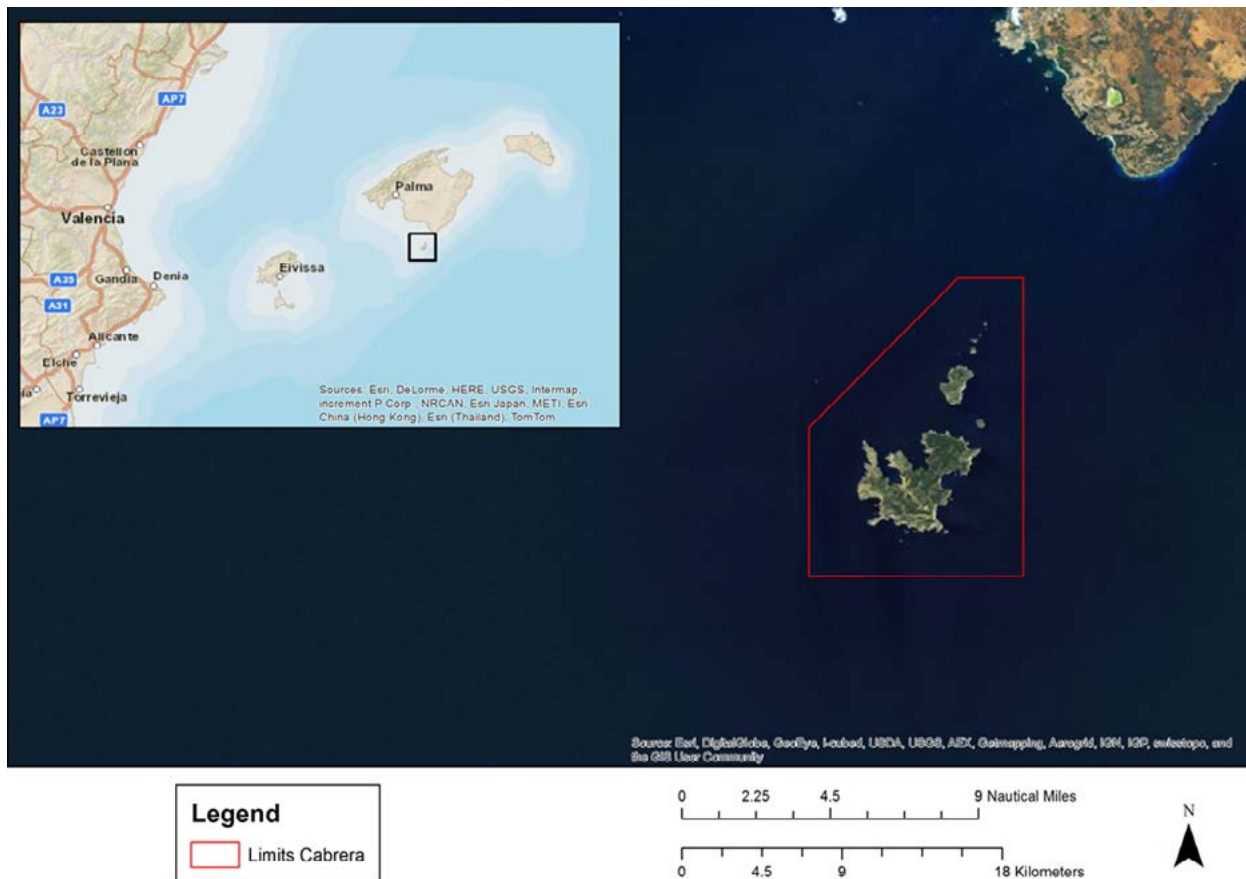 A23
AP7
Castellón
de la Plana
Palma
Valencia
Eivissa
Gandia
Denia
A35
A31
Alicante
Elche
ia
Torrevieja
AP7
Sources: Esri, DeLorme, HERE, USGS, Intermap,
increment P Corp., NRCAN, Esri Japan, METI, Esri
China (Hong Kong), Esri (Thailand), TomTom
Source: Esri, DigitalGlobe, GeoEye, i-cubed, USDA, USGS, AEX, Getmapping, Aerogrid, IGN, IGP, swisstopo, and
the GIS User Community
Legend
Limits Cabrera
0 2.25 4.5 9 Nautical Miles
0 4.5 9 18 Kilometers
N